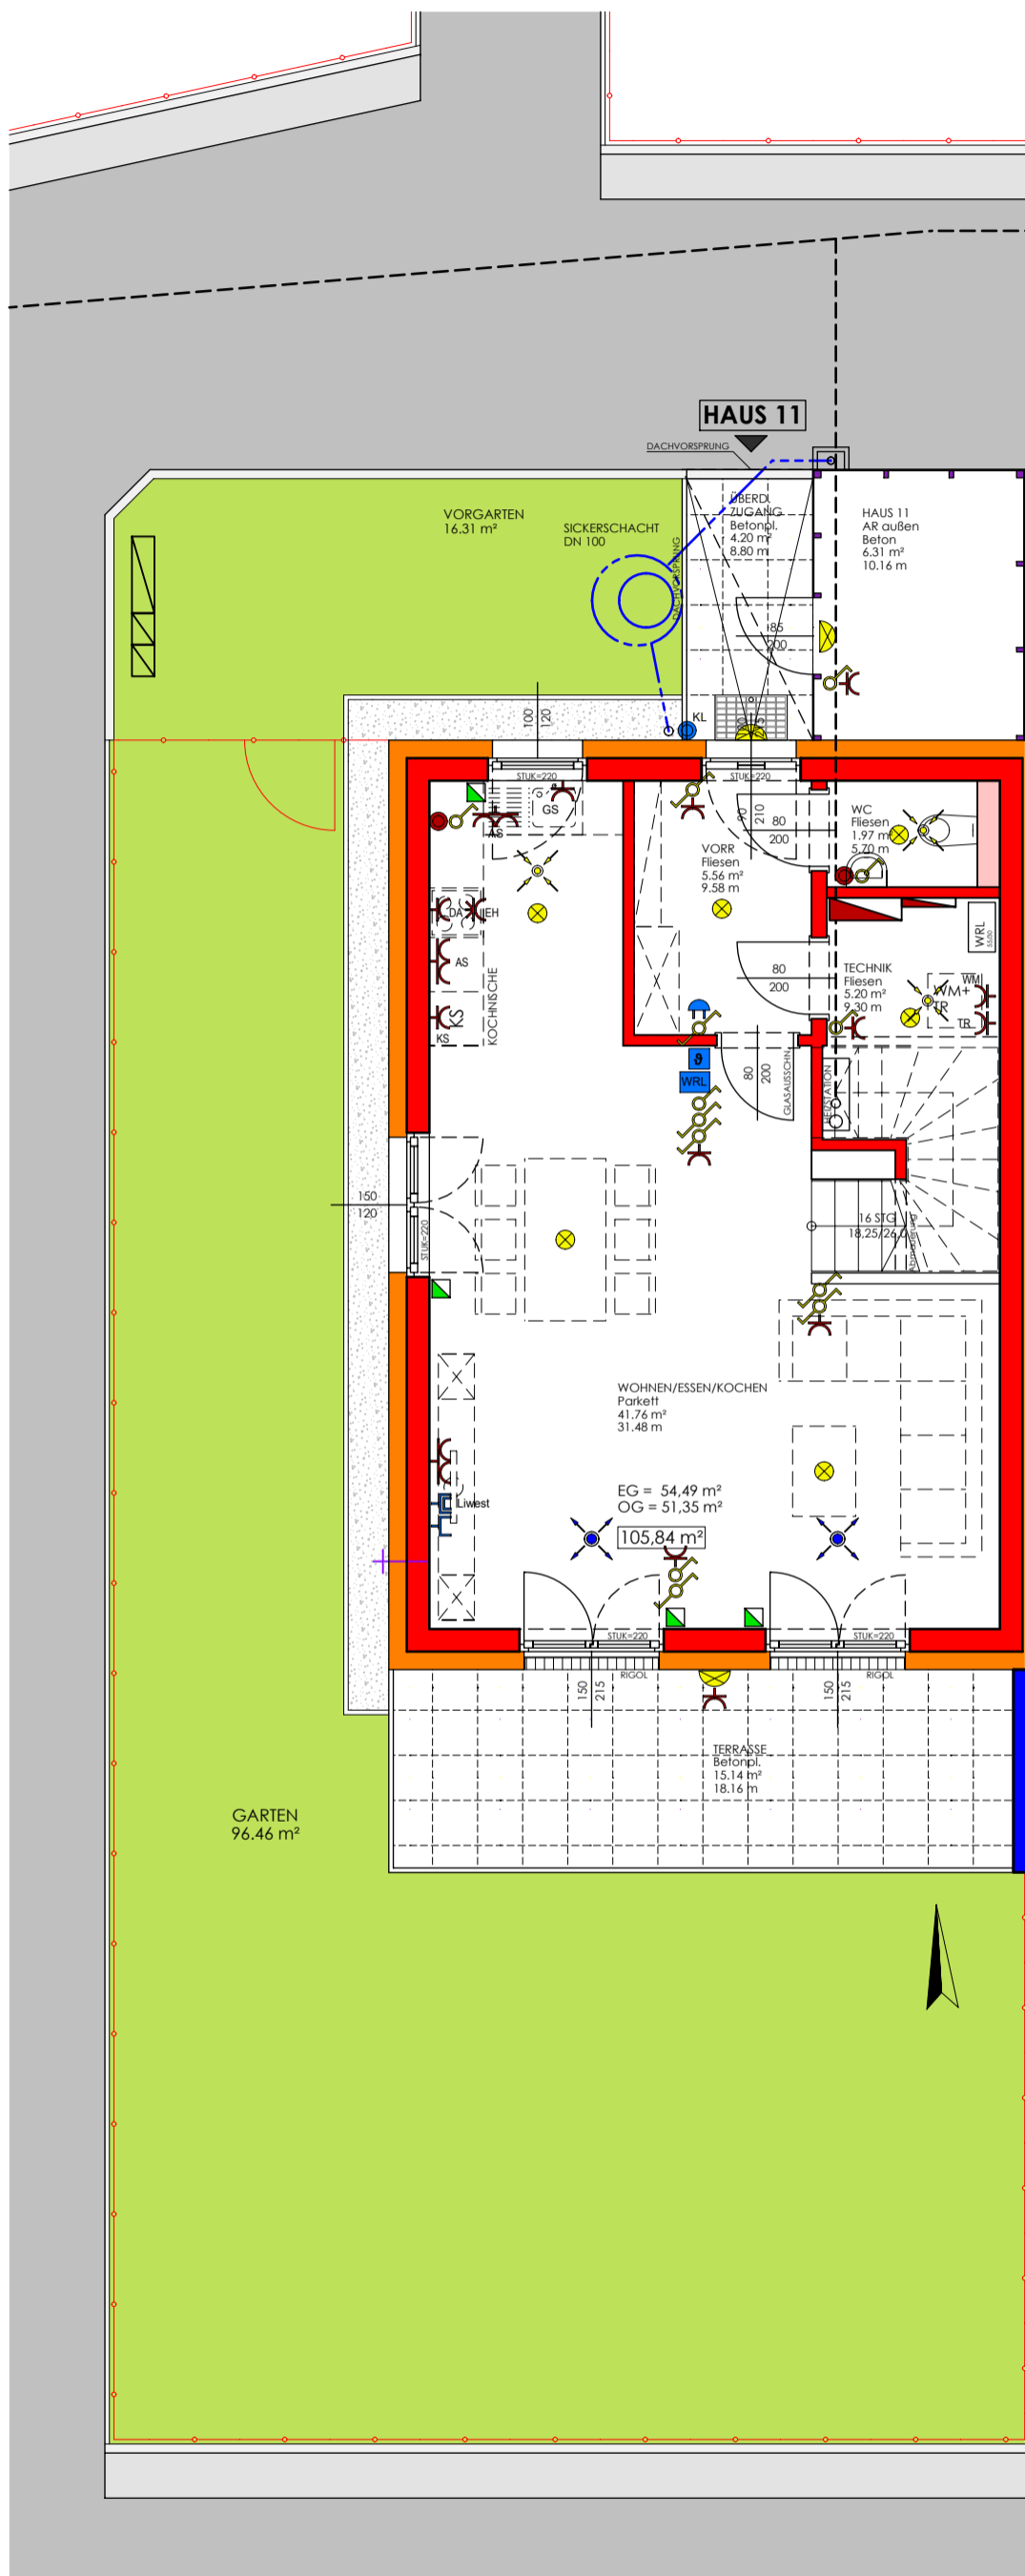 HAUS 11
DACHVORSPRUNG
VORGARTEN
16.31 m²
SICKERSCHACHT
DN 100
DACHVORSPRUNG
ÜBERD.
ZUGANG
Betonpl.
4.20 m²
8.80 m
HAUS 11
AR außen
Beton
6.31 m²
10.16 m
85
200
KL
100
120
STUK=220
STUK=220
GS
AS
90
210
80
200
WC
Fliesen
1.97 m²
5.70 m
VORR
Fliesen
5.56 m²
9.58 m
DA
EH
AS
KS
KS
KOCHNISCHE
80
200
TECHNIK
Fliesen
5.20 m²
9.30 m
WRL
WM
WM+
TR
TR
ϑ
WRL
80
200
GLASAUSSCHN.
HEIZSTATION
150
120
STUK=220
16 STG
18,25/26,0
Abmauerung
WOHNEN/ESSEN/KOCHEN
Parkett
41.76 m²
31.48 m
EG = 54,49 m²
OG = 51,35 m²
105,84 m²
Liwest
STUK=220
STUK=220
RIGOL
RIGOL
150
215
150
215
TERRASSE
Betonpl.
15.14 m²
18.16 m
GARTEN
96.46 m²